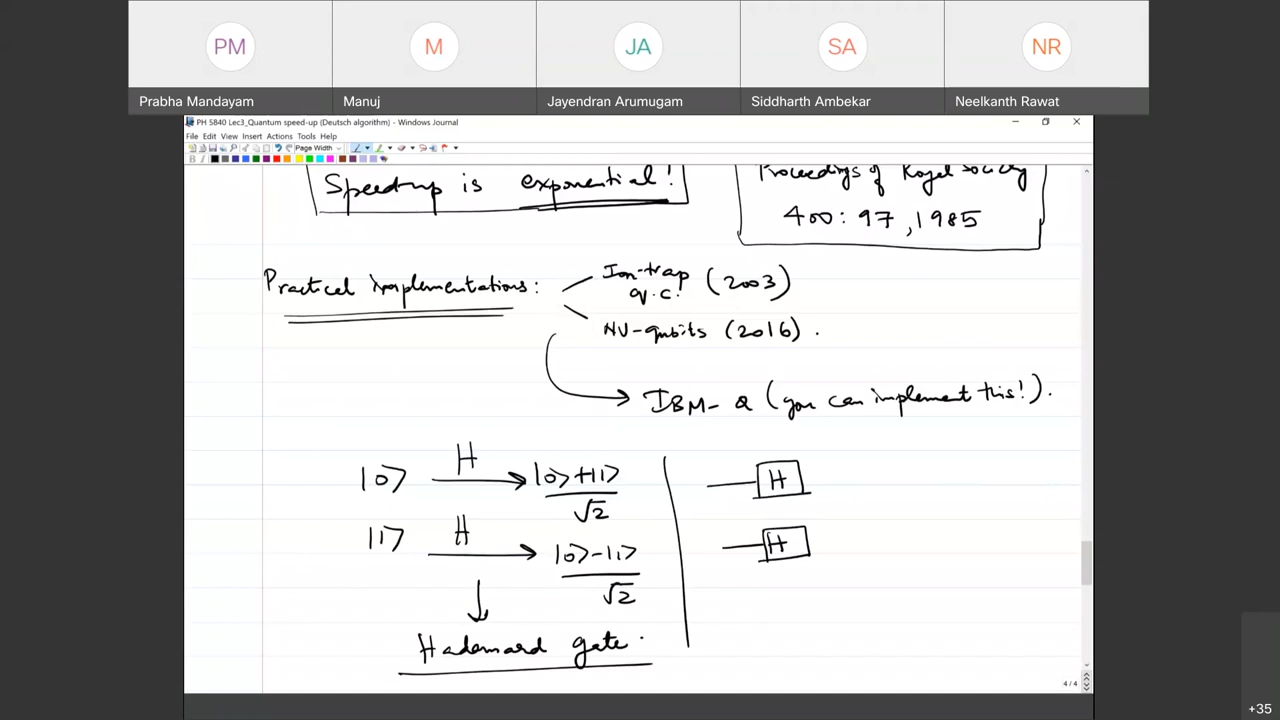 PM
M
JA
SA
NR
Prabha Mandayam
Manuj
Jayendran Arumugam
Siddharth Ambekar
Neelkanth Rawat
PH 5840 Lec3_Quantum speed-up (Deutsch algorithm) - Windows Journal
File Edit View Insert Actions Tools Help
Page Width
B I
Speed-up is exponential!
Proceedings of Royal Society
400: 97, 1985
Practical implementations:
Ion-trap (2003)
q.c.
NV-qubits (2016).
IBM-Q (you can implement this!).
|0⟩ H |0⟩+|1⟩
√2
H
|1⟩ H |0⟩-|1⟩
√2
H
Hadamard gate.
4 / 4
+35